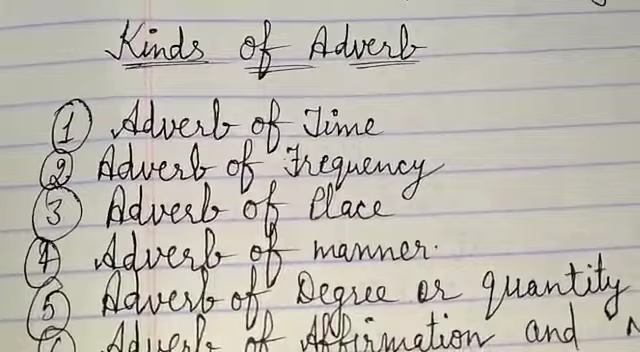 Kinds of Adverb
1 Adverb of Time
2 Adverb of Frequency
3 Adverb of Place
4 Adverb of manner.
5 Adverb of Degree or quantity
Adverb of Affirmation and